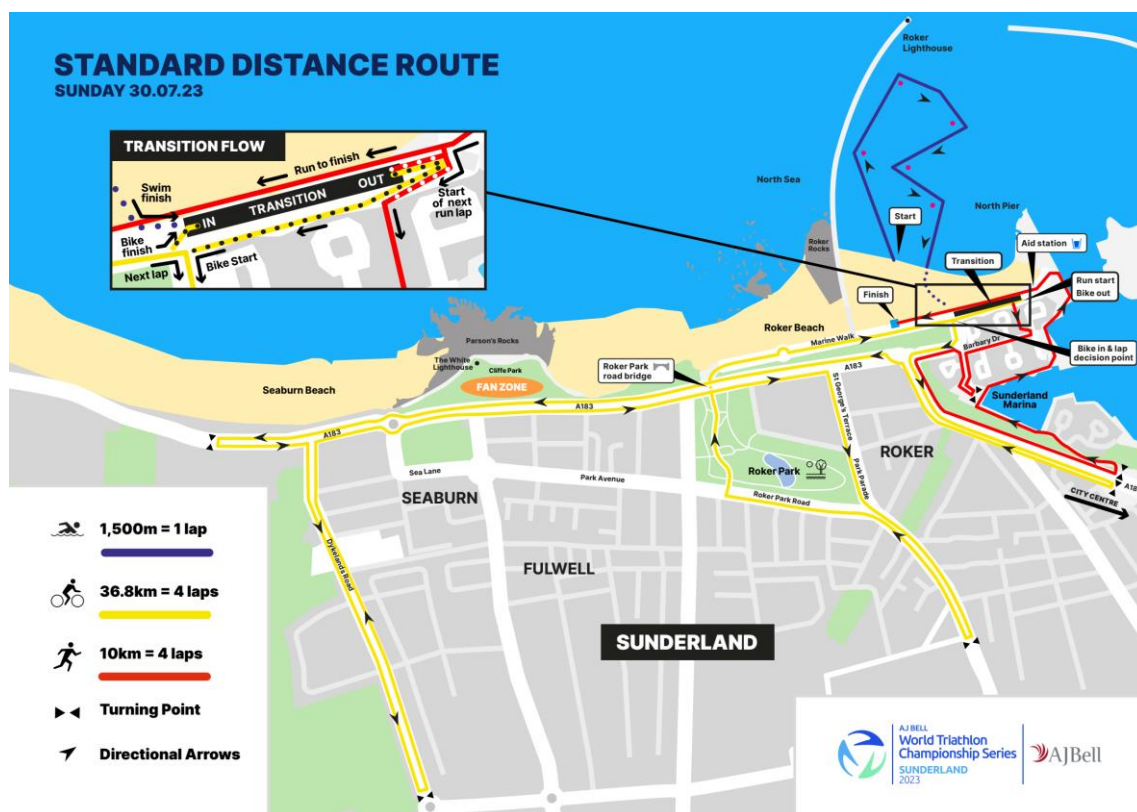 STANDARD DISTANCE ROUTE
SUNDAY 30.07.23
TRANSITION FLOW
Run to finish
Swim
finish
IN
TRANSITION
OUT
Start
of next
run lap
Bike
finish
Next lap
Bike Start
Roker
Lighthouse
North Sea
North Pier
Start
Roker
Rocks
Aid station
Transition
Run start
Bike out
Finish
Roker Beach
Marine Walk
Barbary Dr
Bike in & lap
decision point
Parson's Rocks
The White
Lighthouse
Cliffe Park
FAN ZONE
Seaburn Beach
Roker Park
road bridge
A183
A183
A183
A18
Sunderland
Marina
St George's Terrace
ROKER
Park Parade
Roker Park
Roker Park Road
CITY CENTRE
Sea Lane
SEABURN
Park Avenue
Dykelands Road
FULWELL
SUNDERLAND
1,500m = 1 lap
36.8km = 4 laps
10km = 4 laps
Turning Point
Directional Arrows
AJ BELL
World Triathlon
Championship Series
SUNDERLAND
2023
AJBell